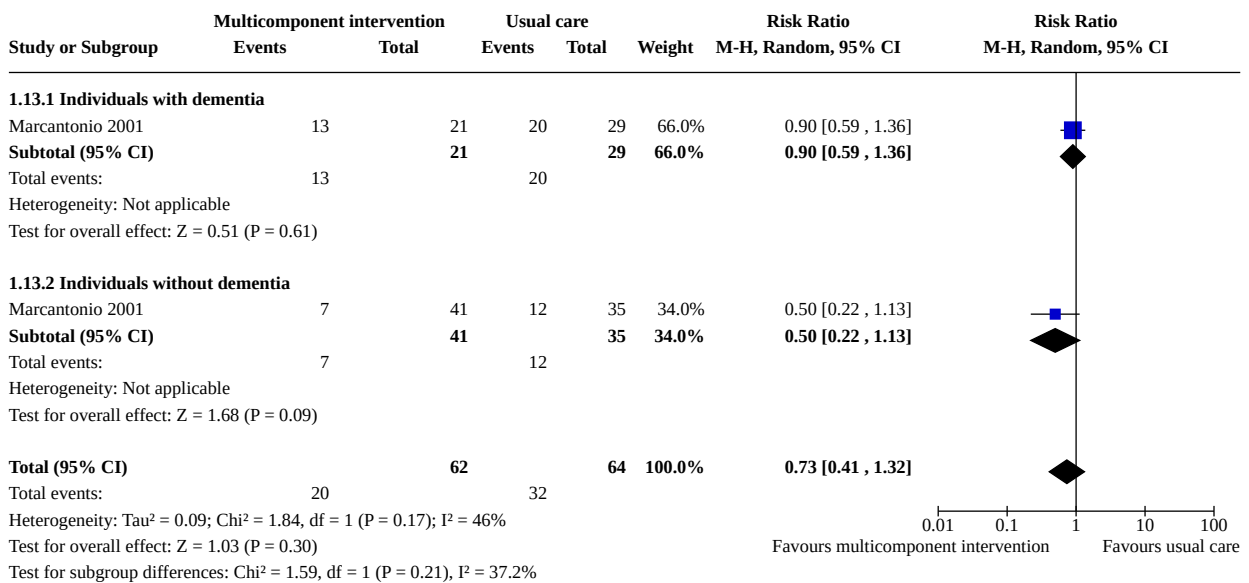 Multicomponent intervention Usual care Risk Ratio Risk Ratio
Study or Subgroup Events Total Events Total Weight M-H, Random, 95% CI M-H, Random, 95% CI
1.13.1 Individuals with dementia
Marcantonio 2001 13 21 20 29 66.0% 0.90 [0.59 , 1.36]
Subtotal (95% CI) 21 29 66.0% 0.90 [0.59 , 1.36]
Total events: 13 20
Heterogeneity: Not applicable
Test for overall effect: Z = 0.51 (P = 0.61)
1.13.2 Individuals without dementia
Marcantonio 2001 7 41 12 35 34.0% 0.50 [0.22 , 1.13]
Subtotal (95% CI) 41 35 34.0% 0.50 [0.22 , 1.13]
Total events: 7 12
Heterogeneity: Not applicable
Test for overall effect: Z = 1.68 (P = 0.09)
Total (95% CI) 62 64 100.0% 0.73 [0.41 , 1.32]
Total events: 20 32
Heterogeneity: Tau² = 0.09; Chi² = 1.84, df = 1 (P = 0.17); I² = 46%
0.01 0.1 1 10 100
Test for overall effect: Z = 1.03 (P = 0.30)
Favours multicomponent intervention Favours usual care
Test for subgroup differences: Chi² = 1.59, df = 1 (P = 0.21), I² = 37.2%